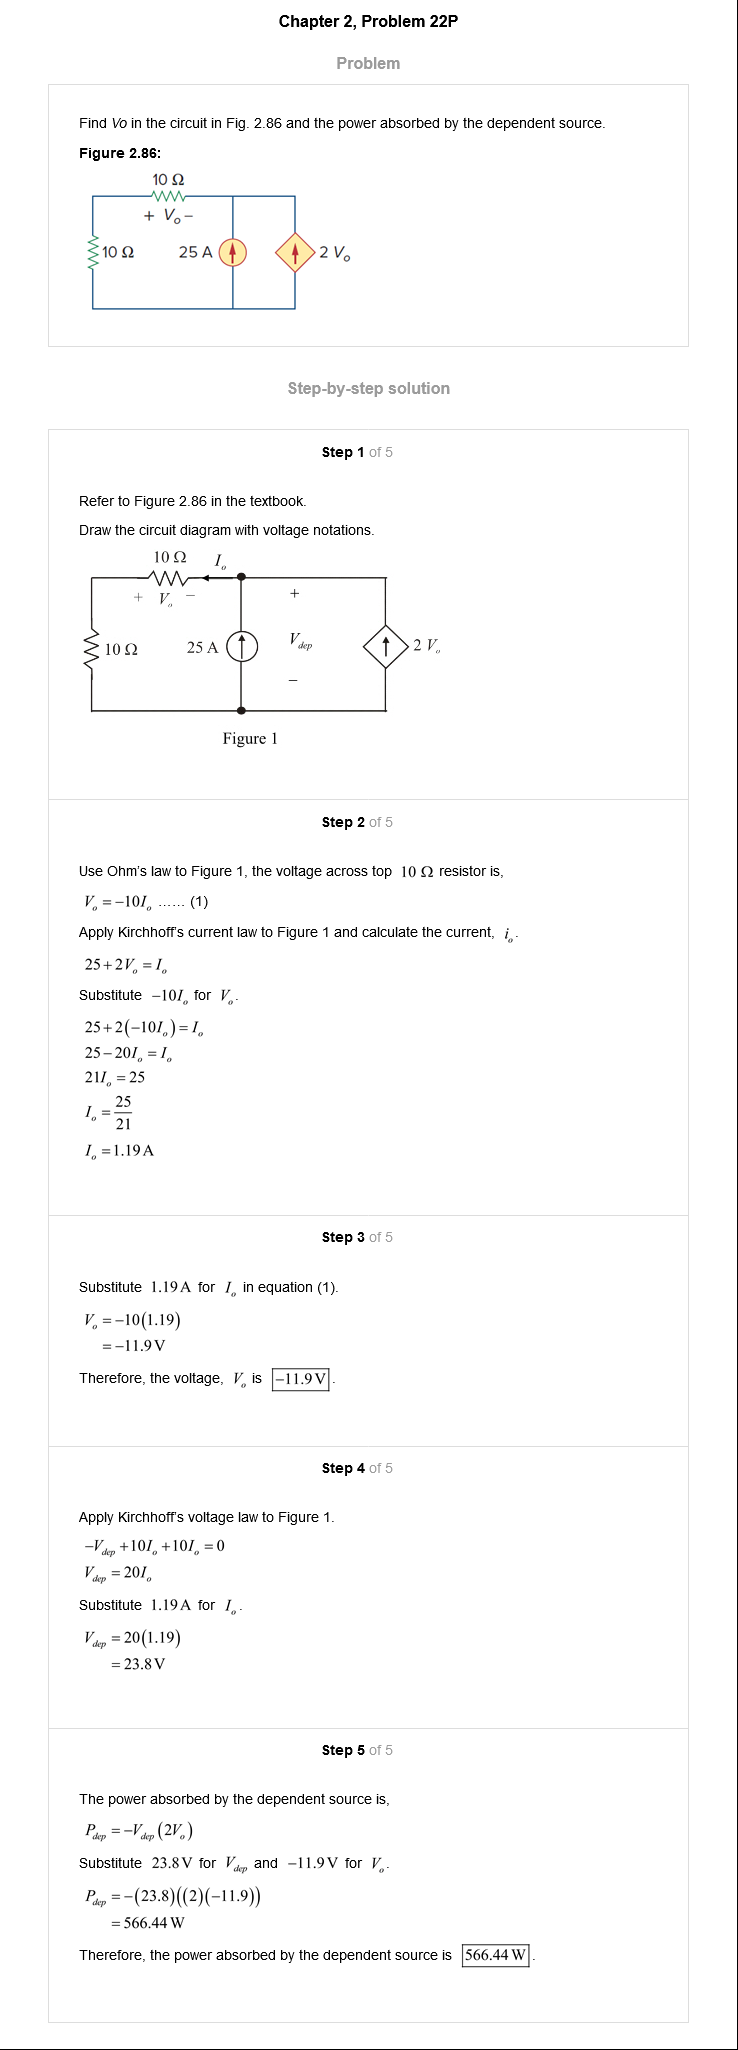 Chapter 2, Problem 22P
Problem
Find Vo in the circuit in Fig. 2.86 and the power absorbed by the dependent source.
Figure 2.86:
10 Ω
+ Vₒ −
10 Ω
25 A
2 Vₒ
Step-by-step solution
Step 1 of 5
Refer to Figure 2.86 in the textbook.
Draw the circuit diagram with voltage notations.
10 Ω Iₒ
+ Vₒ −
+
10 Ω
25 A
V_dep
2 Vₒ
−
Figure 1
Step 2 of 5
Use Ohm's law to Figure 1, the voltage across top 10 Ω resistor is,
Vₒ = −10Iₒ ...... (1)
Apply Kirchhoff's current law to Figure 1 and calculate the current, iₒ.
25 + 2Vₒ = Iₒ
Substitute −10Iₒ for Vₒ.
25 + 2(−10Iₒ) = Iₒ
25 − 20Iₒ = Iₒ
21Iₒ = 25
Iₒ = 25/21
Iₒ = 1.19 A
Step 3 of 5
Substitute 1.19 A for Iₒ in equation (1).
Vₒ = −10(1.19)
= −11.9 V
Therefore, the voltage, Vₒ is −11.9 V.
Step 4 of 5
Apply Kirchhoff's voltage law to Figure 1.
−V_dep + 10Iₒ + 10Iₒ = 0
V_dep = 20Iₒ
Substitute 1.19 A for Iₒ.
V_dep = 20(1.19)
= 23.8 V
Step 5 of 5
The power absorbed by the dependent source is,
P_dep = −V_dep(2Vₒ)
Substitute 23.8 V for V_dep and −11.9 V for Vₒ.
P_dep = −(23.8)((2)(−11.9))
= 566.44 W
Therefore, the power absorbed by the dependent source is 566.44 W.